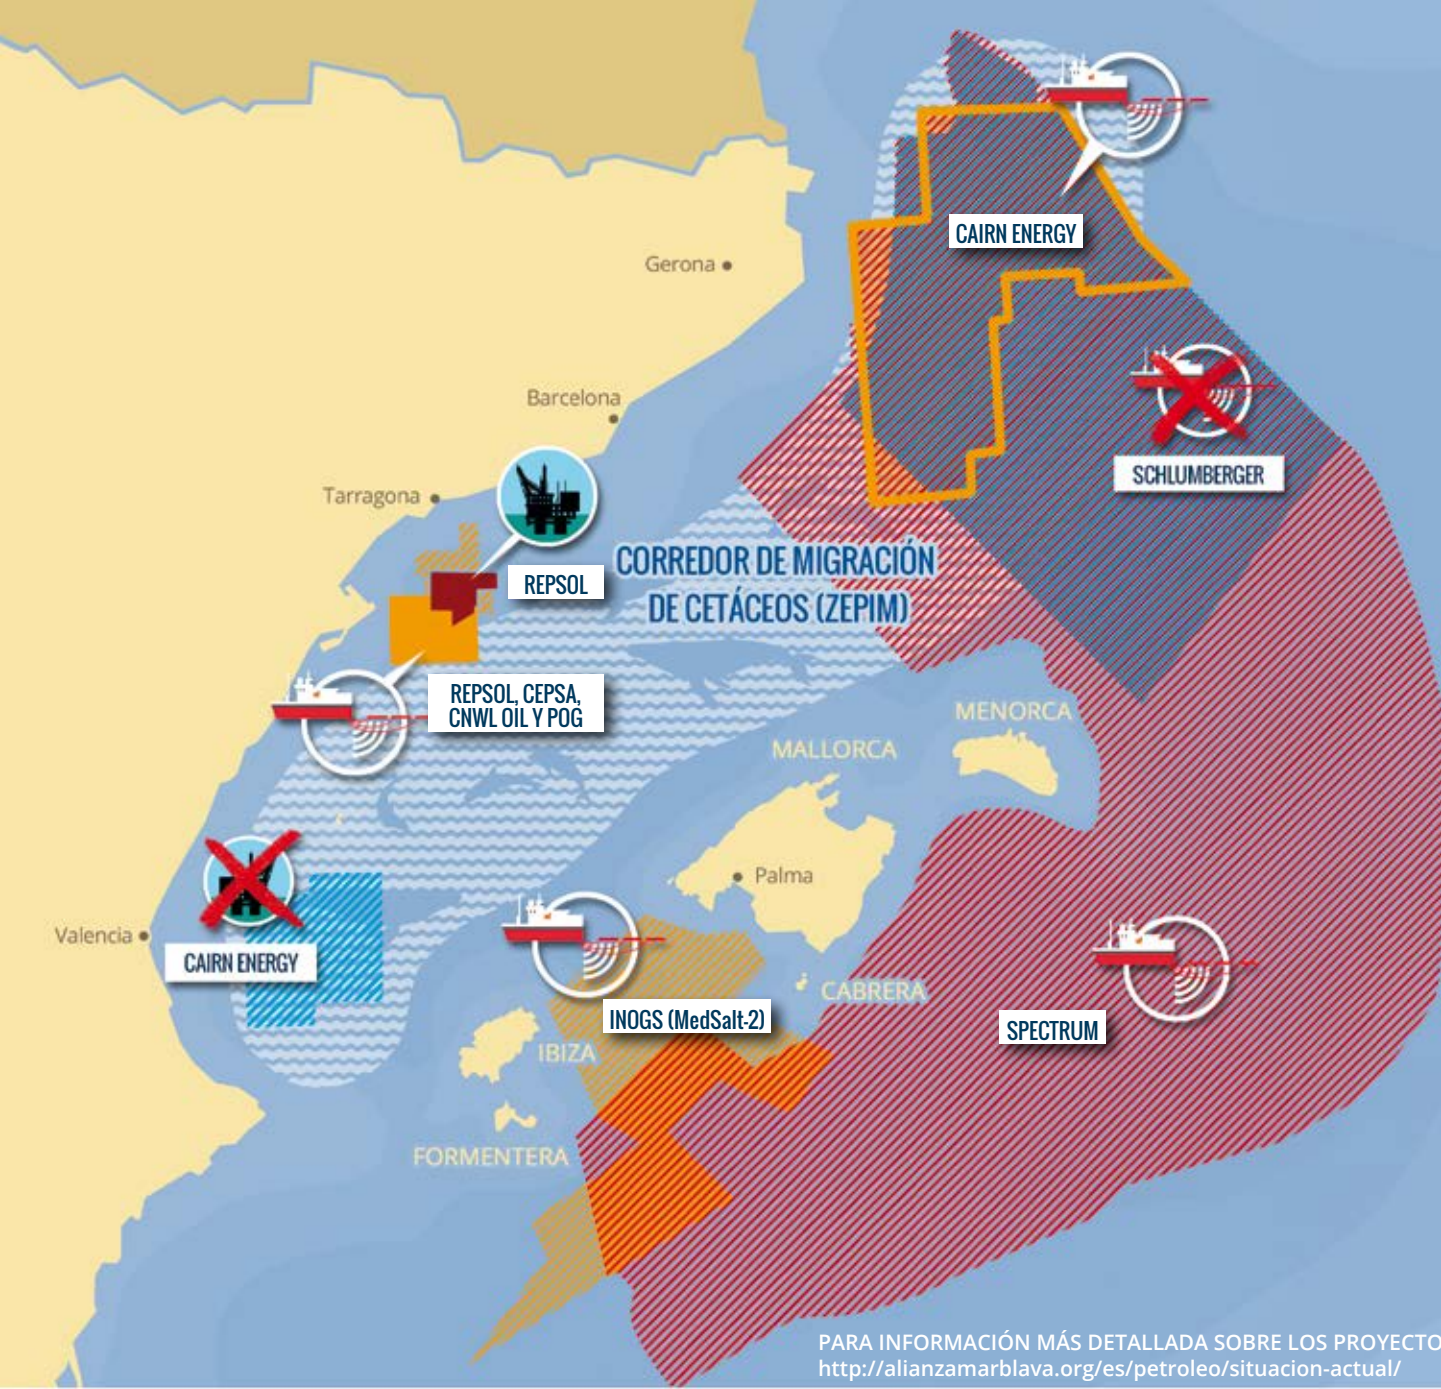 CAIRN ENERGY
Gerona
Barcelona
SCHLUMBERGER
Tarragona
CORREDOR DE MIGRACIÓN
DE CETÁCEOS (ZEPIM)
REPSOL
REPSOL, CEPSA,
CNWL OIL Y POG
MENORCA
MALLORCA
Palma
Valencia
CAIRN ENERGY
CABRERA
INOGS (MedSalt-2)
SPECTRUM
IBIZA
FORMENTERA
PARA INFORMACIÓN MÁS DETALLADA SOBRE LOS PROYECTO
http://alianzamarblava.org/es/petroleo/situacion-actual/